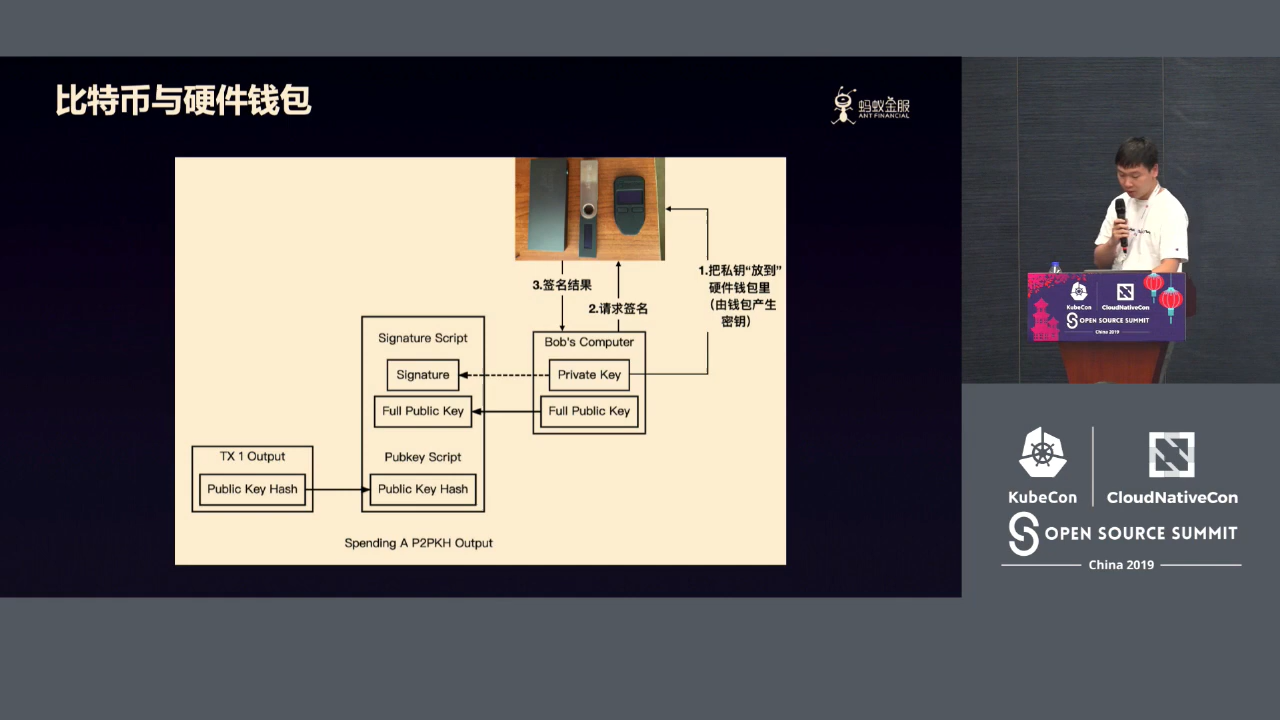 比特币与硬件钱包
蚂蚁金服
ANT FINANCIAL
1.把私钥“放到”
硬件钱包里
（由钱包产生
密钥）
3.签名结果
2.请求签名
Signature Script
Signature
Full Public Key
Pubkey Script
Public Key Hash
Bob's Computer
Private Key
Full Public Key
TX 1 Output
Public Key Hash
Spending A P2PKH Output
KubeCon
CloudNativeCon
OPEN SOURCE SUMMIT
China 2019
KubeCon
CloudNativeCon
OPEN SOURCE SUMMIT
China 2019